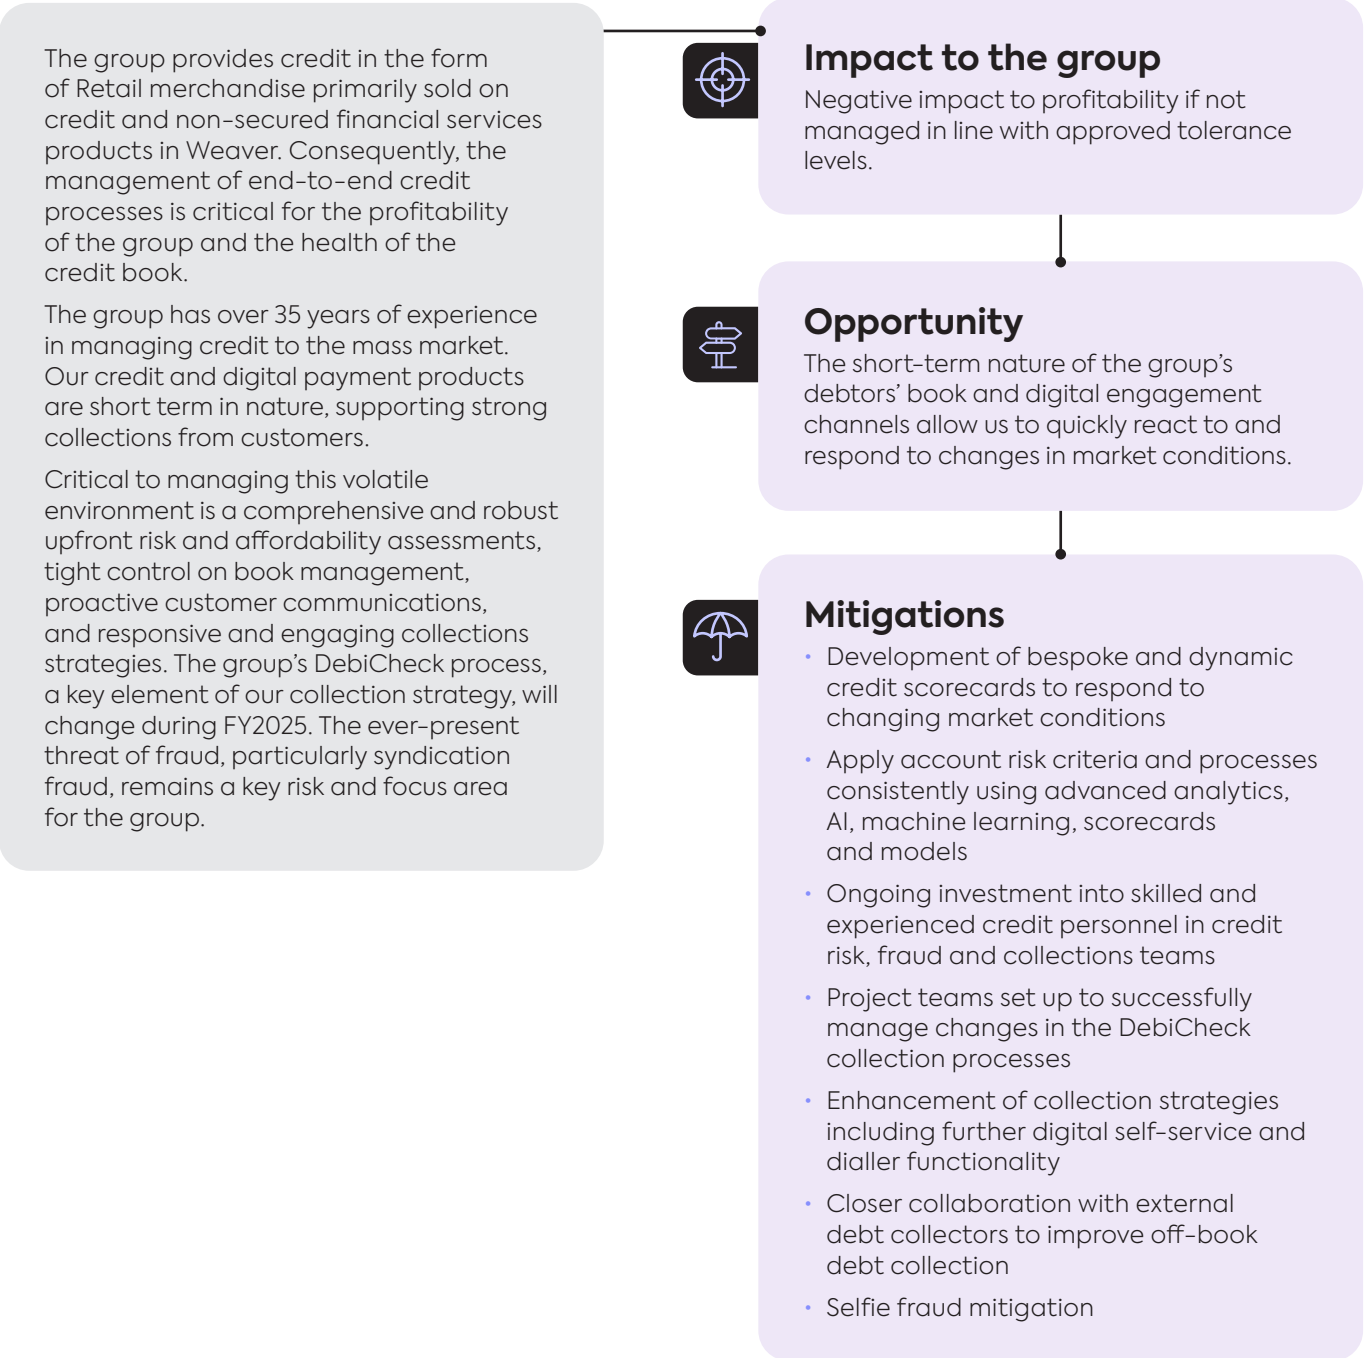 The group provides credit in the form
of Retail merchandise primarily sold on
credit and non-secured financial services
products in Weaver. Consequently, the
management of end-to-end credit
processes is critical for the profitability
of the group and the health of the
credit book.
The group has over 35 years of experience
in managing credit to the mass market.
Our credit and digital payment products
are short term in nature, supporting strong
collections from customers.
Critical to managing this volatile
environment is a comprehensive and robust
upfront risk and affordability assessments,
tight control on book management,
proactive customer communications,
and responsive and engaging collections
strategies. The group's DebiCheck process,
a key element of our collection strategy, will
change during FY2025. The ever-present
threat of fraud, particularly syndication
fraud, remains a key risk and focus area
for the group.
Impact to the group
Negative impact to profitability if not
managed in line with approved tolerance
levels.
Opportunity
The short-term nature of the group's
debtors' book and digital engagement
channels allow us to quickly react to and
respond to changes in market conditions.
Mitigations
• Development of bespoke and dynamic
credit scorecards to respond to
changing market conditions
• Apply account risk criteria and processes
consistently using advanced analytics,
AI, machine learning, scorecards
and models
• Ongoing investment into skilled and
experienced credit personnel in credit
risk, fraud and collections teams
• Project teams set up to successfully
manage changes in the DebiCheck
collection processes
• Enhancement of collection strategies
including further digital self-service and
dialler functionality
• Closer collaboration with external
debt collectors to improve off-book
debt collection
• Selfie fraud mitigation